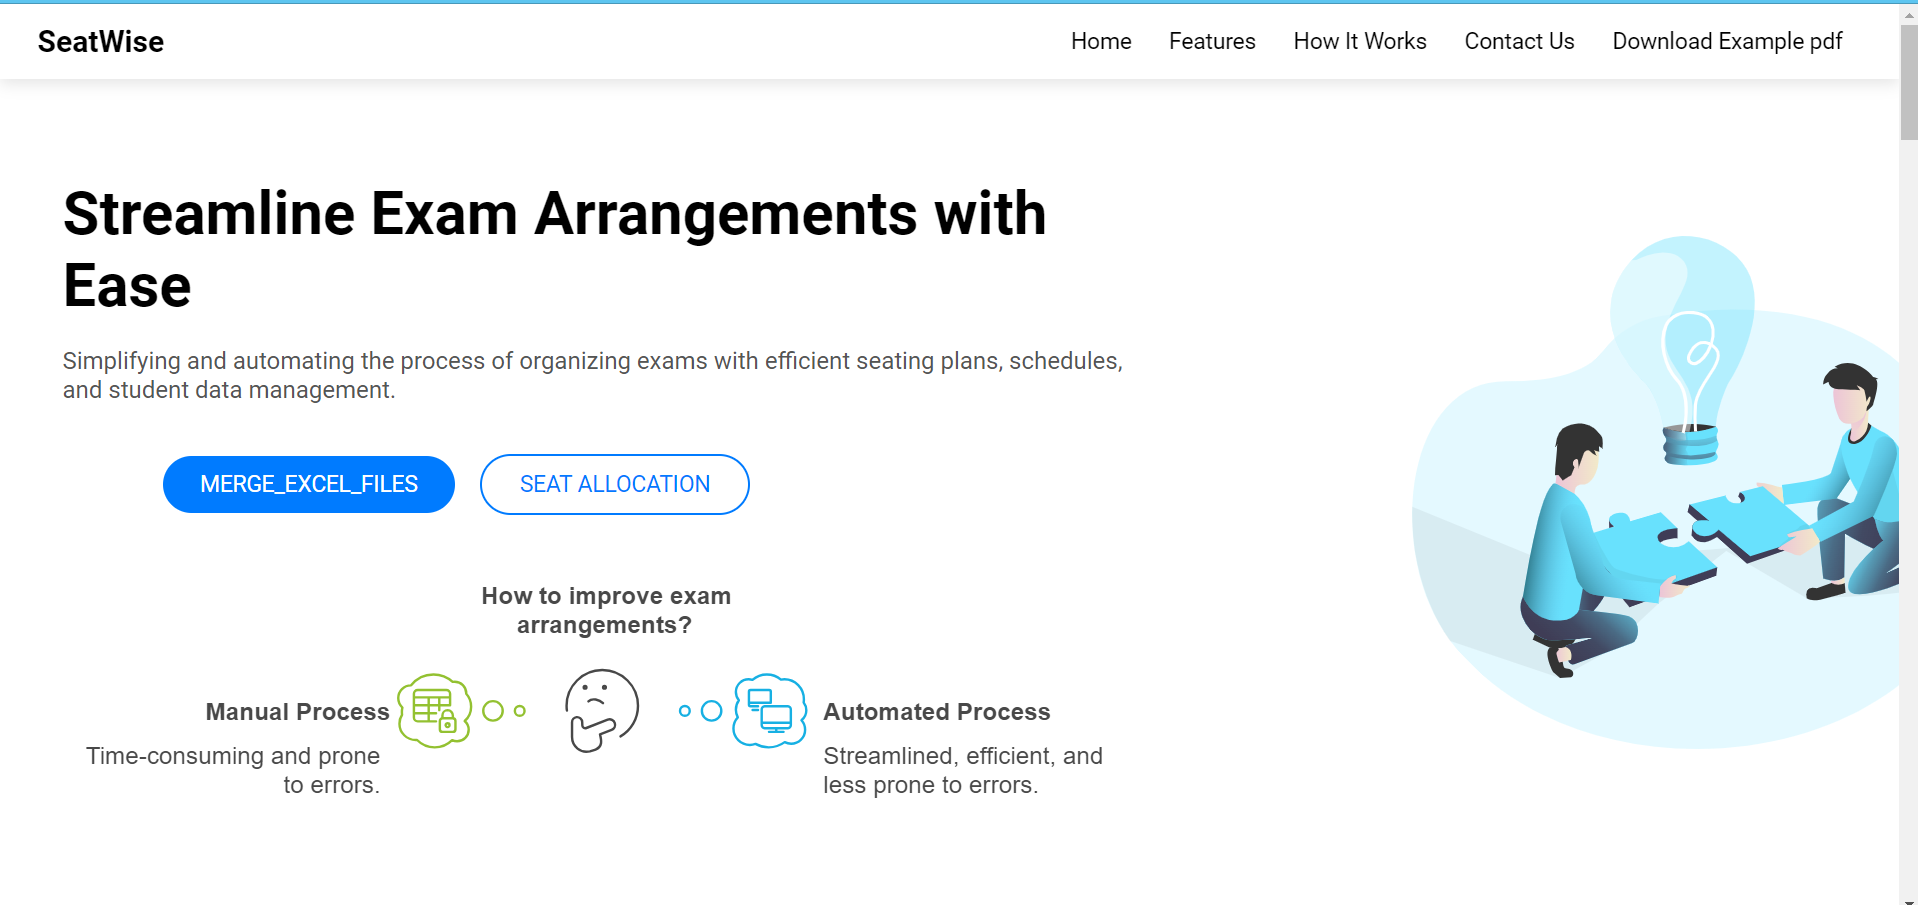 SeatWise
Home
Features
How It Works
Contact Us
Download Example pdf
Streamline Exam Arrangements with
Ease
Simplifying and automating the process of organizing exams with efficient seating plans, schedules,
and student data management.
MERGE_EXCEL_FILES
SEAT ALLOCATION
How to improve exam
arrangements?
Manual Process
Time-consuming and prone
to errors.
Automated Process
Streamlined, efficient, and
less prone to errors.